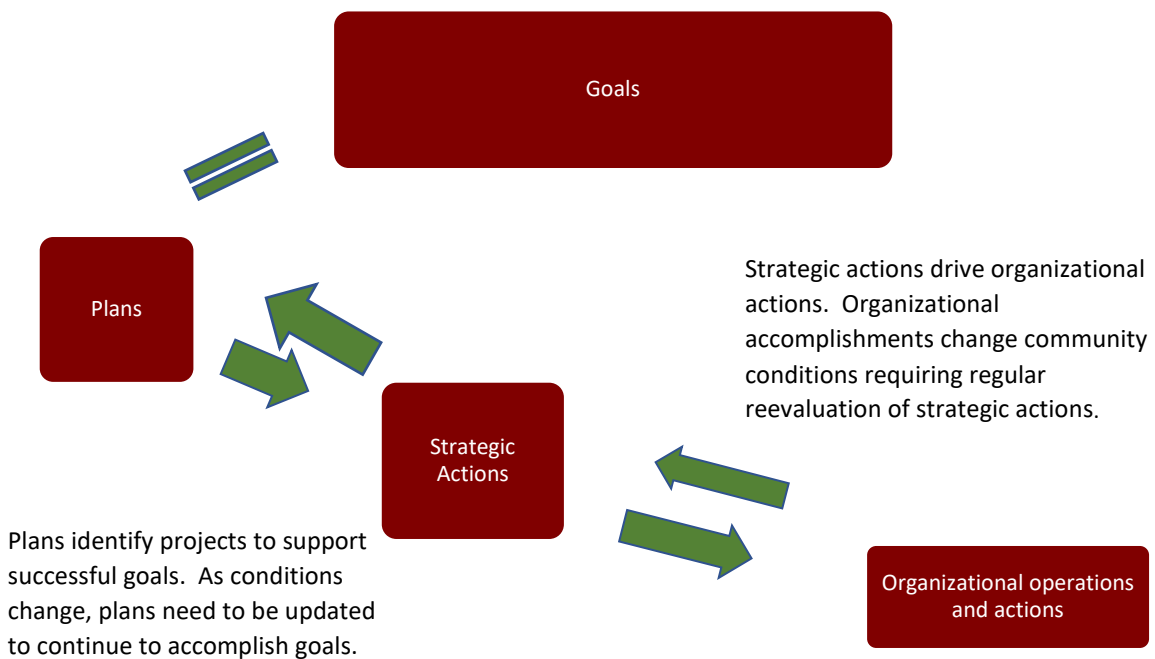 Goals
Plans
Strategic actions drive organizational
actions.  Organizational
accomplishments change community
conditions requiring regular
reevaluation of strategic actions.
Strategic
Actions
Plans identify projects to support
successful goals.  As conditions
change, plans need to be updated
to continue to accomplish goals.
Organizational operations
and actions